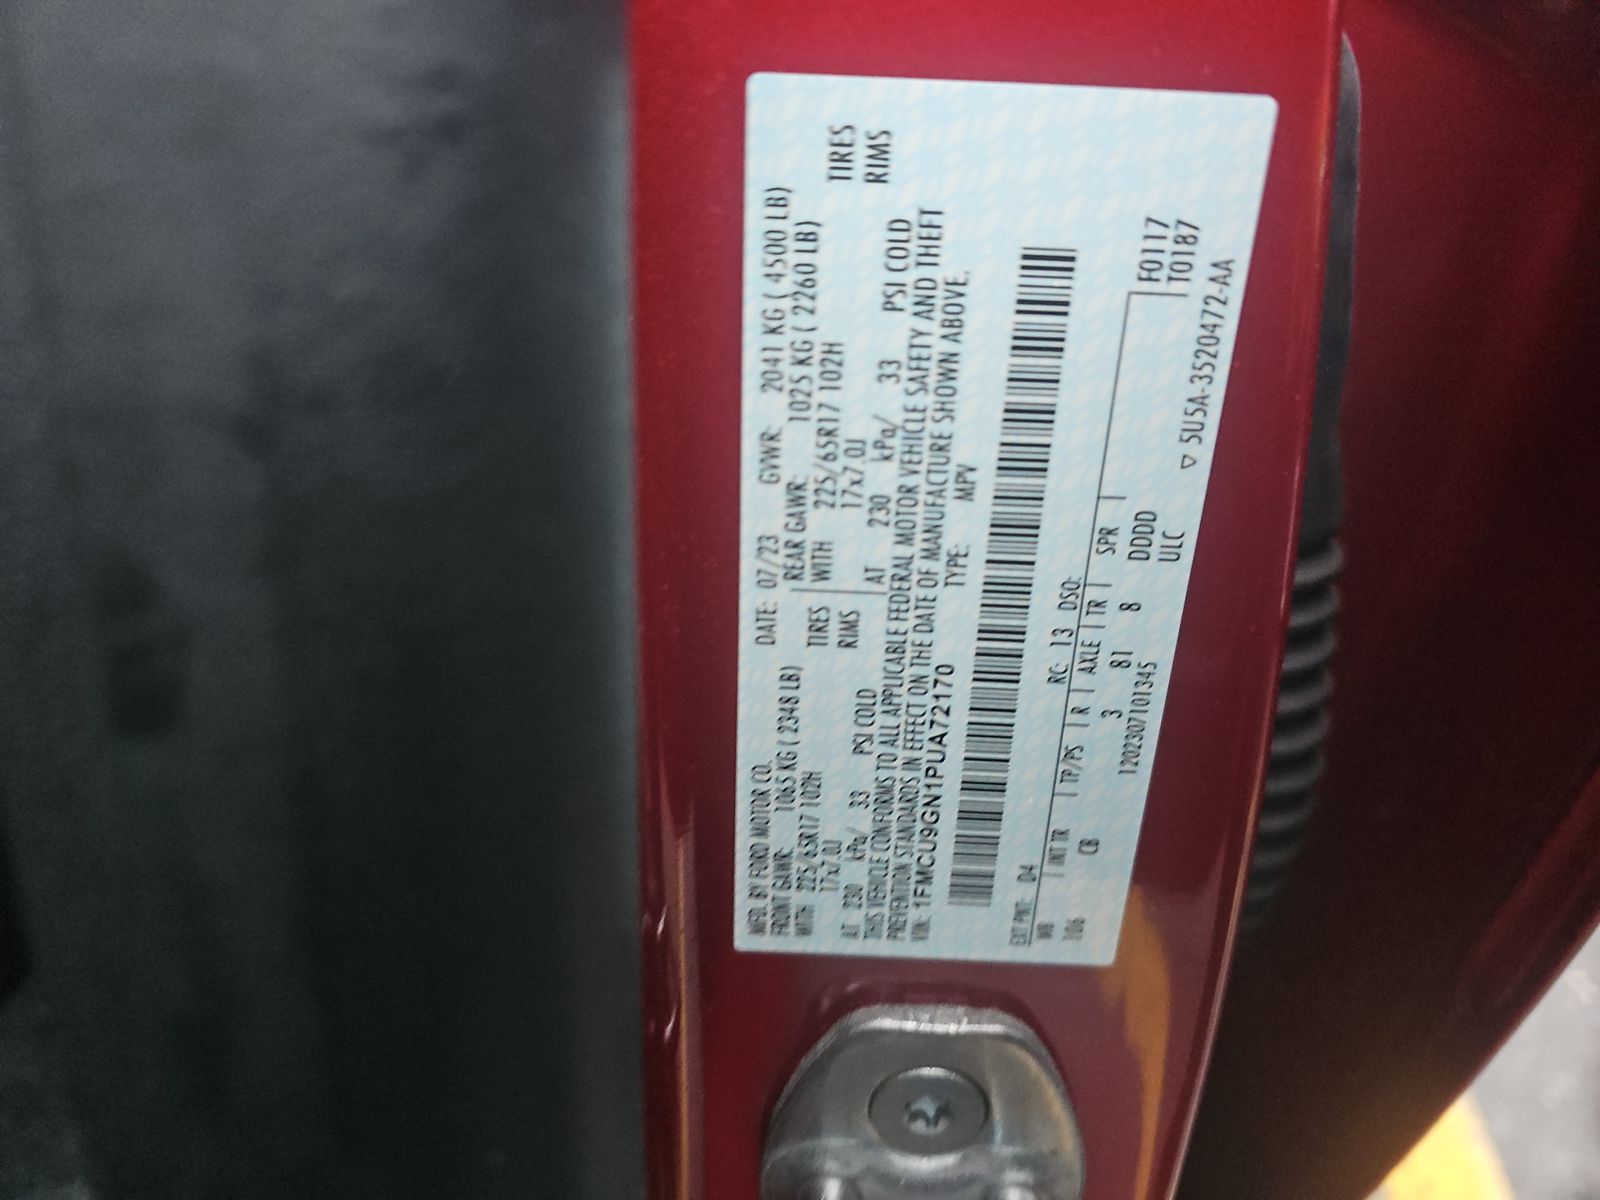 MFD. BY FORD MOTOR CO. DATE: 07/23 GVWR: 2041 KG ( 4500 LB)
FRONT GAWR: 1065 KG ( 2348 LB) REAR GAWR: 1025 KG ( 2260 LB)
WITH 225/65R17 102H TIRES WITH 225/65R17 102H TIRES
17x7.0J RIMS 17x7.0J RIMS
AT 230 kPa/ 33 PSI COLD AT 230 kPa/ 33 PSI COLD
THIS VEHICLE CONFORMS TO ALL APPLICABLE FEDERAL MOTOR VEHICLE SAFETY AND THEFT
PREVENTION STANDARDS IN EFFECT ON THE DATE OF MANUFACTURE SHOWN ABOVE.
VIN: 1FMCU9GN1PUA72170 TYPE: MPV
EXT PNT: D4 RC: 13 DSO: F0117
WB INT TR TP/PS R AXLE TR SPR T0187
106 CB 3 81 8 DDDD
1202307101345 ULC
▽ 5U5A-3520472-AA